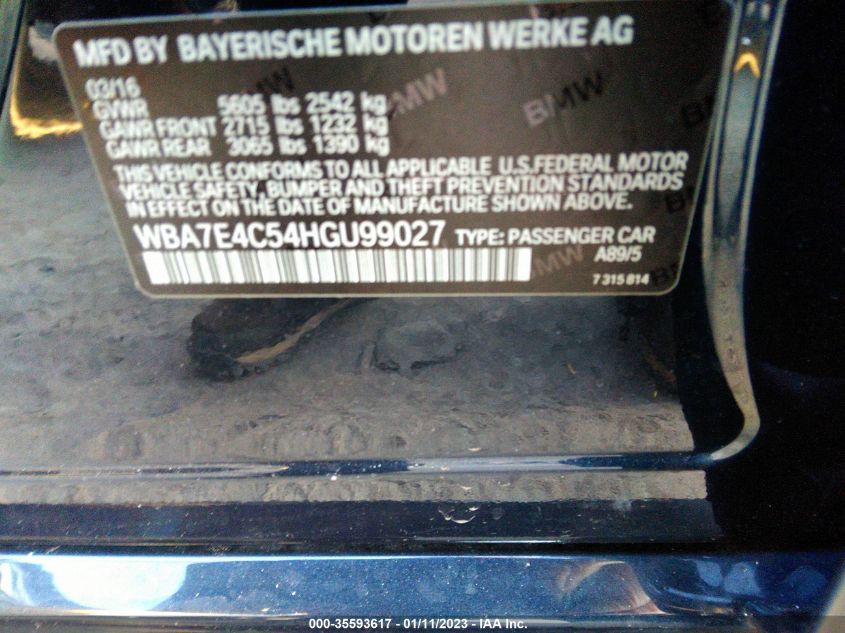 MFD BY BAYERISCHE MOTOREN WERKE AG
03/16
GVWR 5605 lbs 2542 kg
GAWR FRONT 2715 lbs 1232 kg
GAWR REAR 3065 lbs 1390 kg
THIS VEHICLE CONFORMS TO ALL APPLICABLE U.S.FEDERAL MOTOR
VEHICLE SAFETY, BUMPER AND THEFT PREVENTION STANDARDS
IN EFFECT ON THE DATE OF MANUFACTURE SHOWN ABOVE.
WBA7E4C54HGU99027 TYPE: PASSENGER CAR
A89/5
7 315 814
BMW
BMW
000-35593617 - 01/11/2023 - IAA Inc.